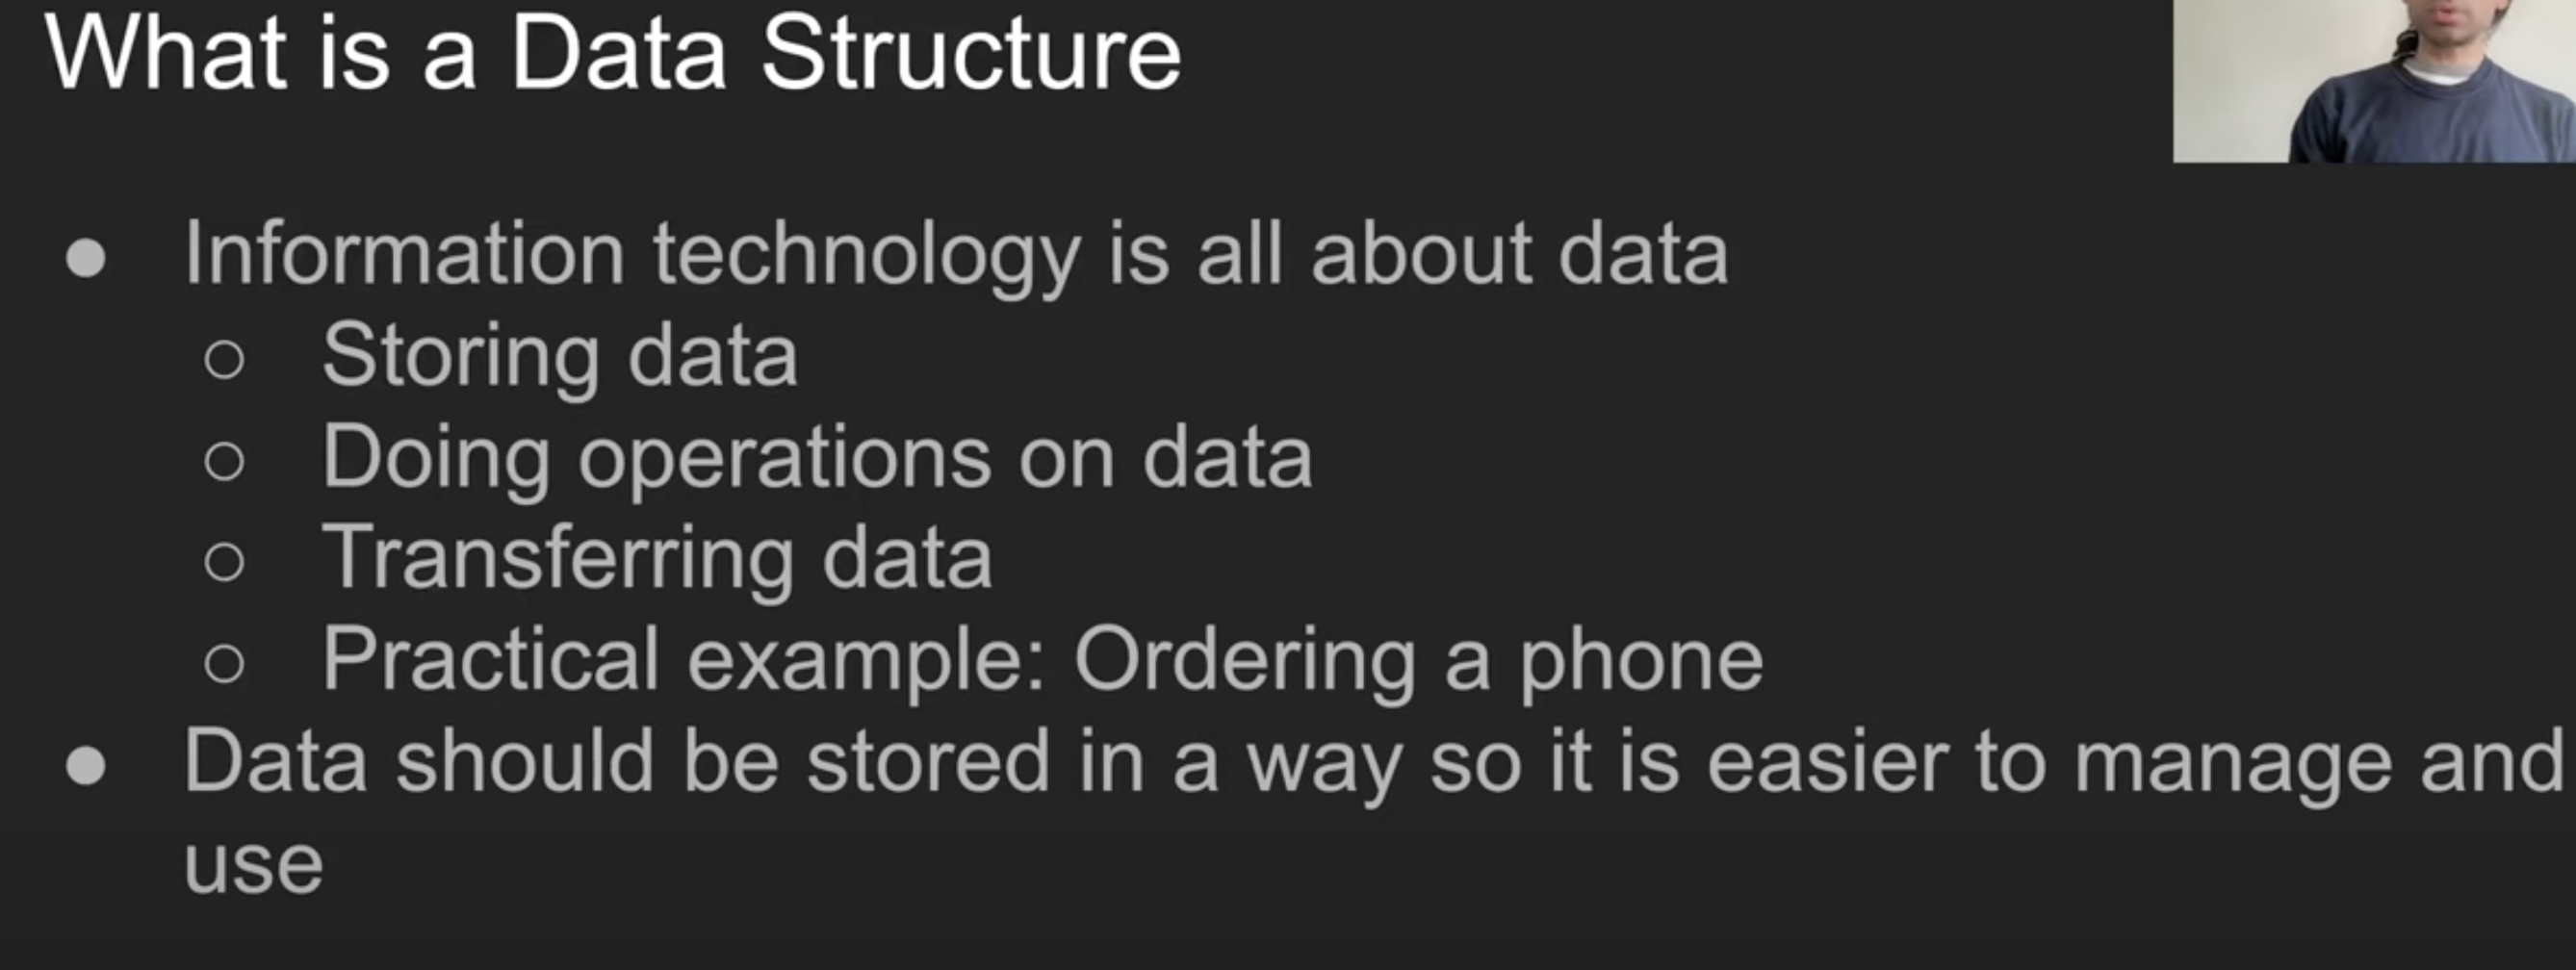 What is a Data Structure
● Information technology is all about data
○ Storing data
○ Doing operations on data
○ Transferring data
○ Practical example: Ordering a phone
● Data should be stored in a way so it is easier to manage and
use